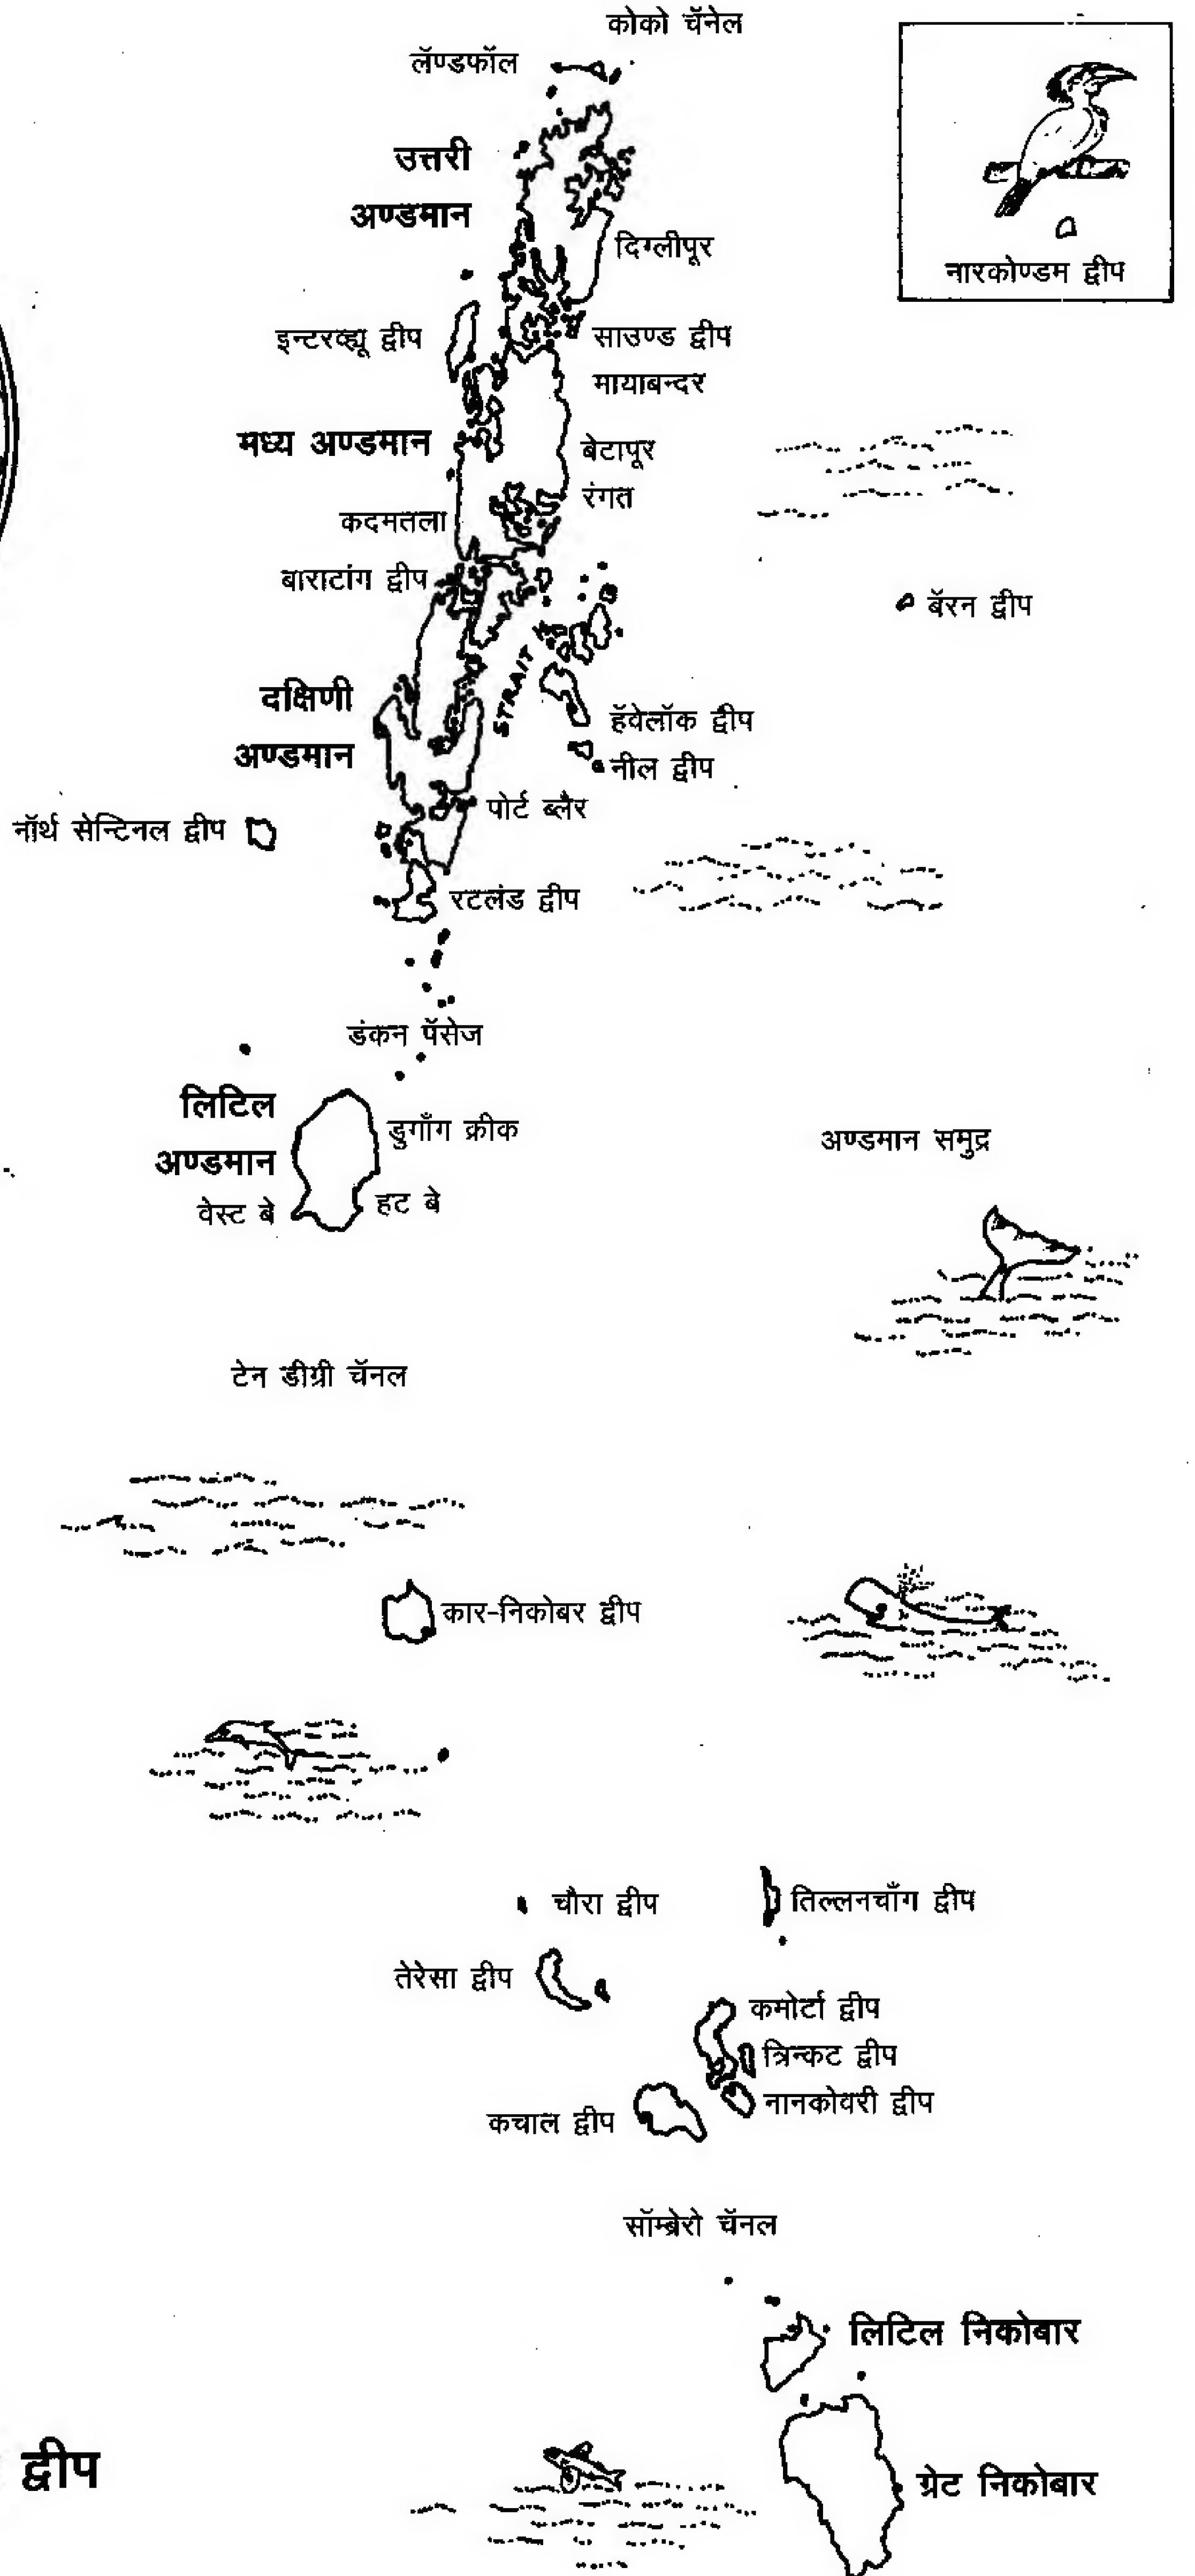 कोको चॅनेल
लॅण्डफॉल
उत्तरी
अण्डमान
दिग्लीपूर
नारकोण्डम द्वीप
इन्टरव्ह्यू द्वीप
साउण्ड द्वीप
मायाबन्दर
मध्य अण्डमान
बेटापूर
रंगत
कदमतला
बाराटांग द्वीप
बॅरन द्वीप
STRAIT
दक्षिणी
अण्डमान
हॅवेलॉक द्वीप
नील द्वीप
पोर्ट ब्लैर
नॉर्थ सेन्टिनल द्वीप
रटलंड द्वीप
डंकन पॅसेज
लिटिल
अण्डमान
डुगाँग क्रीक
वेस्ट बे
हट बे
अण्डमान समुद्र
टेन डीग्री चॅनल
कार-निकोबर द्वीप
चौरा द्वीप
तिल्लनचाँग द्वीप
तेरेसा द्वीप
कमोर्टा द्वीप
त्रिन्कट द्वीप
नानकोवरी द्वीप
कचाल द्वीप
सॉम्ब्रेरो चॅनल
लिटिल निकोबार
द्वीप
ग्रेट निकोबार